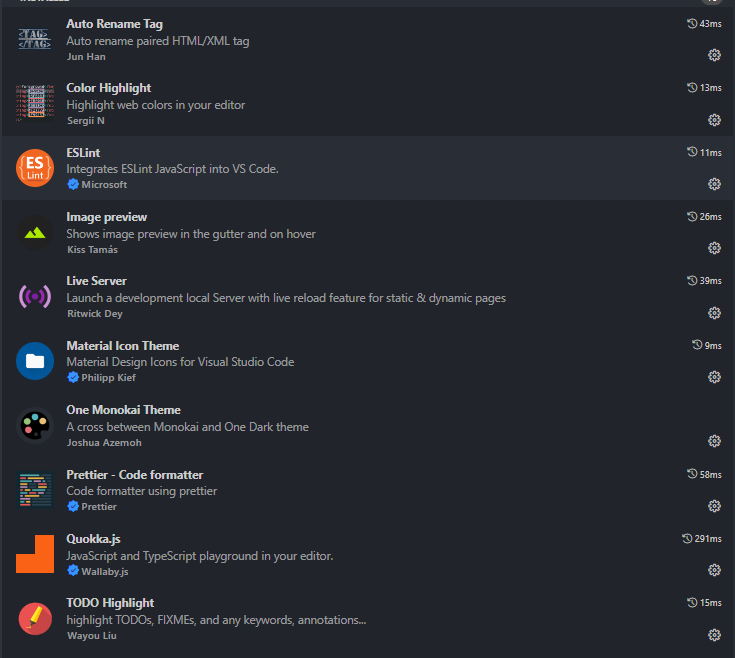 Auto Rename Tag 43ms
Auto rename paired HTML/XML tag
Jun Han
Color Highlight 13ms
Highlight web colors in your editor
Sergii N
ESLint 11ms
Integrates ESLint JavaScript into VS Code.
Microsoft
Image preview 26ms
Shows image preview in the gutter and on hover
Kiss Tamás
Live Server 39ms
Launch a development local Server with live reload feature for static & dynamic pages
Ritwick Dey
Material Icon Theme 9ms
Material Design Icons for Visual Studio Code
Philipp Kief
One Monokai Theme
A cross between Monokai and One Dark theme
Joshua Azemoh
Prettier - Code formatter 58ms
Code formatter using prettier
Prettier
Quokka.js 291ms
JavaScript and TypeScript playground in your editor.
Wallaby.js
TODO Highlight 15ms
highlight TODOs, FIXMEs, and any keywords, annotations...
Wayou Liu
<TAG>
</TAG>
ES
Lint